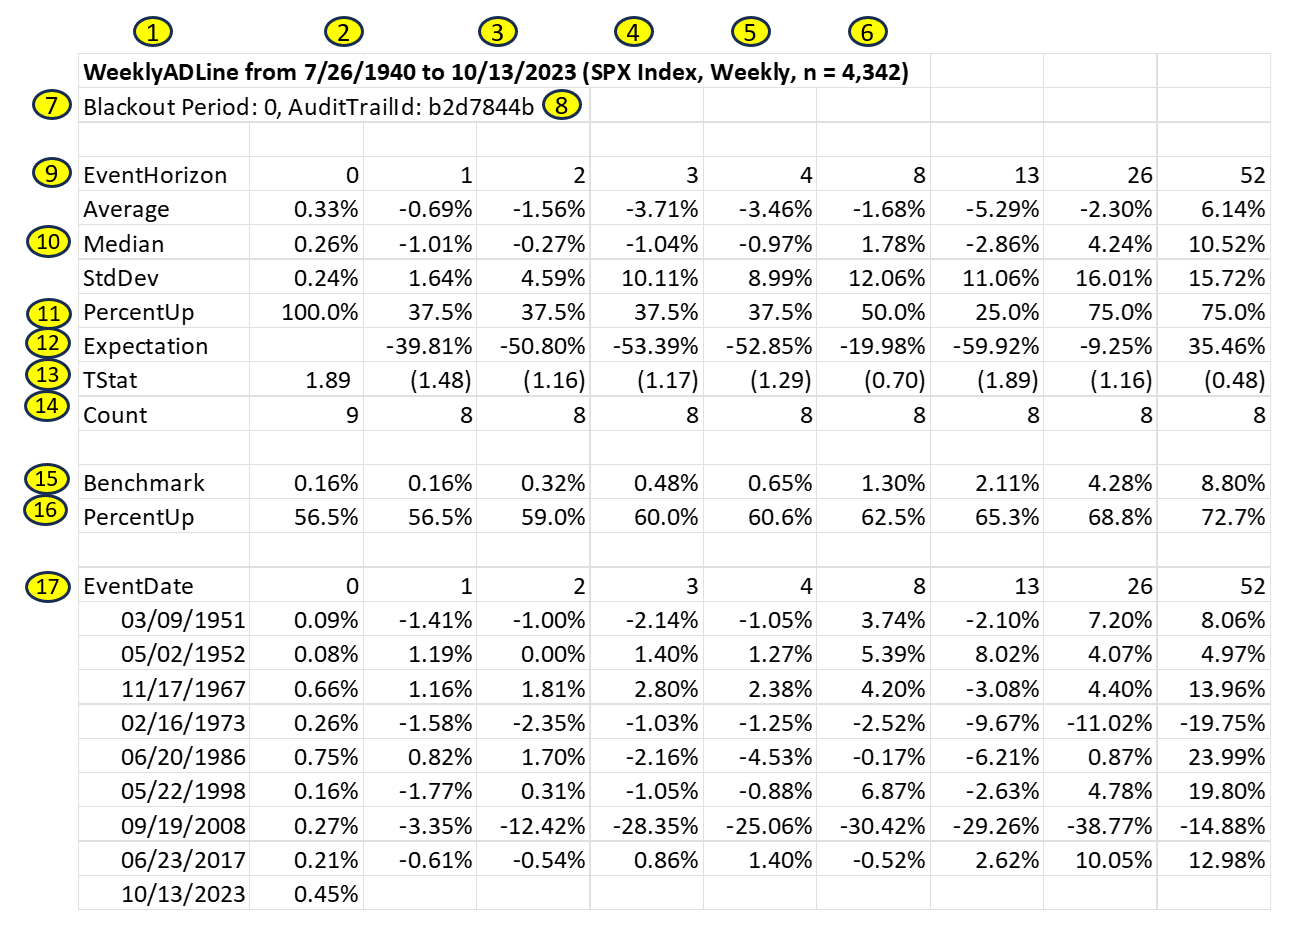 1 2 3 4 5 6
WeeklyADLine from 7/26/1940 to 10/13/2023 (SPX Index, Weekly, n = 4,342)
7 Blackout Period: 0, AuditTrailId: b2d7844b 8
9 EventHorizon 0 1 2 3 4 8 13 26 52
Average 0.33% -0.69% -1.56% -3.71% -3.46% -1.68% -5.29% -2.30% 6.14%
10 Median 0.26% -1.01% -0.27% -1.04% -0.97% 1.78% -2.86% 4.24% 10.52%
StdDev 0.24% 1.64% 4.59% 10.11% 8.99% 12.06% 11.06% 16.01% 15.72%
11 PercentUp 100.0% 37.5% 37.5% 37.5% 37.5% 50.0% 25.0% 75.0% 75.0%
12 Expectation -39.81% -50.80% -53.39% -52.85% -19.98% -59.92% -9.25% 35.46%
13 TStat 1.89 (1.48) (1.16) (1.17) (1.29) (0.70) (1.89) (1.16) (0.48)
14 Count 9 8 8 8 8 8 8 8 8
15 Benchmark 0.16% 0.16% 0.32% 0.48% 0.65% 1.30% 2.11% 4.28% 8.80%
16 PercentUp 56.5% 56.5% 59.0% 60.0% 60.6% 62.5% 65.3% 68.8% 72.7%
17 EventDate 0 1 2 3 4 8 13 26 52
03/09/1951 0.09% -1.41% -1.00% -2.14% -1.05% 3.74% -2.10% 7.20% 8.06%
05/02/1952 0.08% 1.19% 0.00% 1.40% 1.27% 5.39% 8.02% 4.07% 4.97%
11/17/1967 0.66% 1.16% 1.81% 2.80% 2.38% 4.20% -3.08% 4.40% 13.96%
02/16/1973 0.26% -1.58% -2.35% -1.03% -1.25% -2.52% -9.67% -11.02% -19.75%
06/20/1986 0.75% 0.82% 1.70% -2.16% -4.53% -0.17% -6.21% 0.87% 23.99%
05/22/1998 0.16% -1.77% 0.31% -1.05% -0.88% 6.87% -2.63% 4.78% 19.80%
09/19/2008 0.27% -3.35% -12.42% -28.35% -25.06% -30.42% -29.26% -38.77% -14.88%
06/23/2017 0.21% -0.61% -0.54% 0.86% 1.40% -0.52% 2.62% 10.05% 12.98%
10/13/2023 0.45%